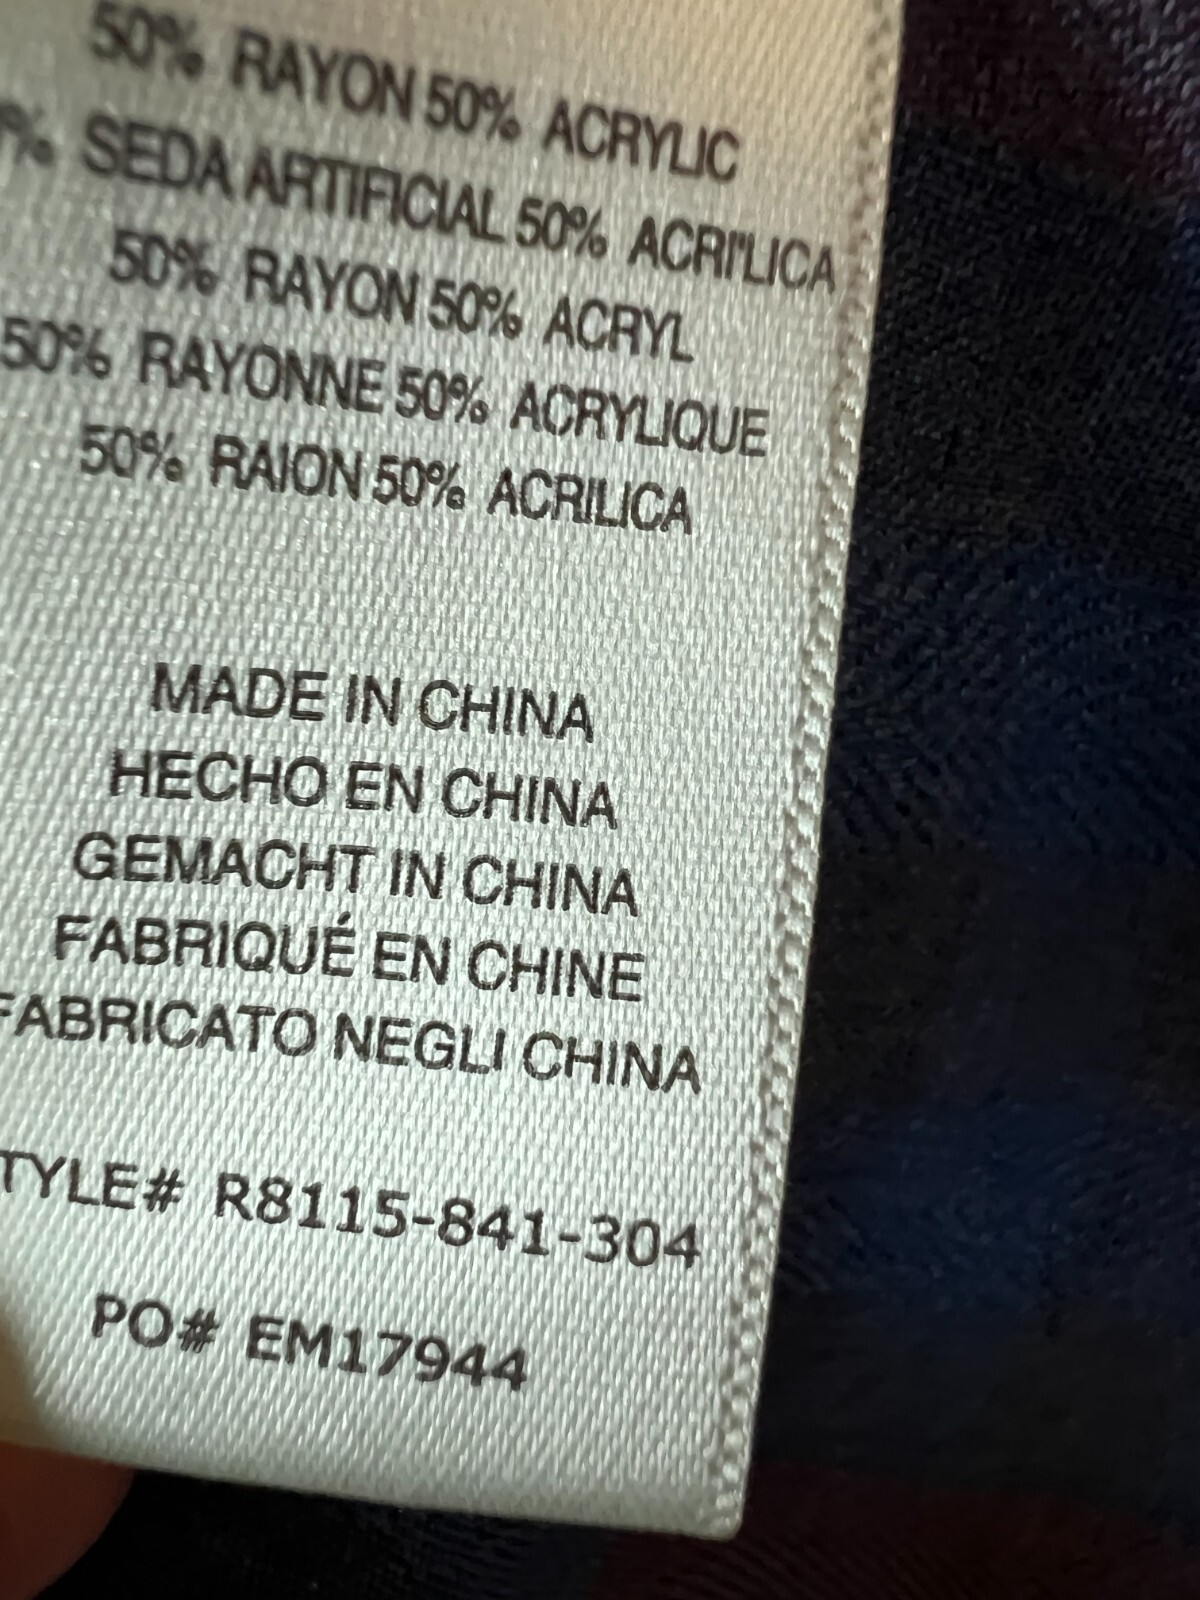 50% RAYON 50% ACRYLIC
% SEDA ARTIFICIAL 50% ACRI'LICA
50% RAYON 50% ACRYL
50% RAYONNE 50% ACRYLIQUE
50% RAION 50% ACRILICA
MADE IN CHINA
HECHO EN CHINA
GEMACHT IN CHINA
FABRIQUÉ EN CHINE
FABRICATO NEGLI CHINA
TYLE# R8115-841-304
PO# EM17944